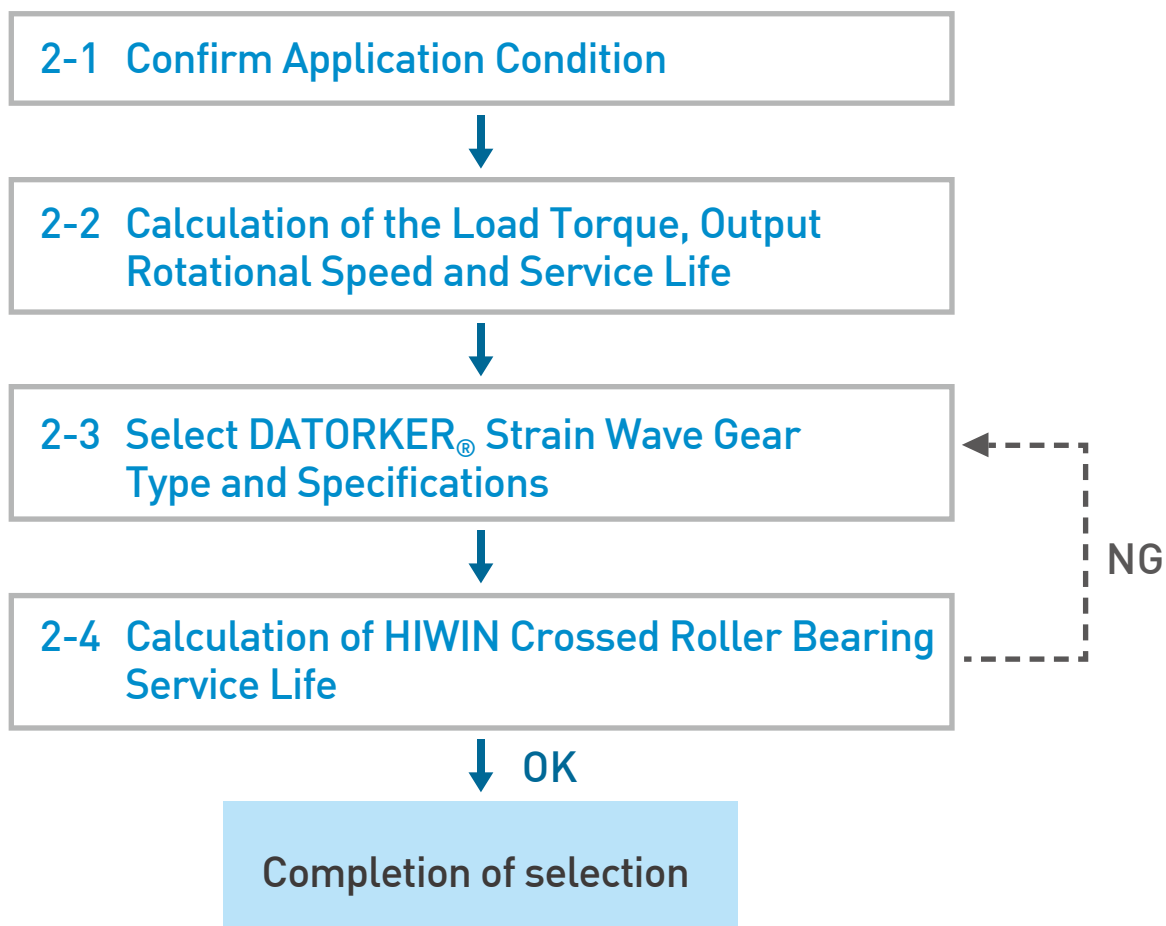 2-1 Confirm Application Condition
2-2 Calculation of the Load Torque, Output
Rotational Speed and Service Life
2-3 Select DATORKER® Strain Wave Gear
Type and Specifications
NG
2-4 Calculation of HIWIN Crossed Roller Bearing
Service Life
OK
Completion of selection